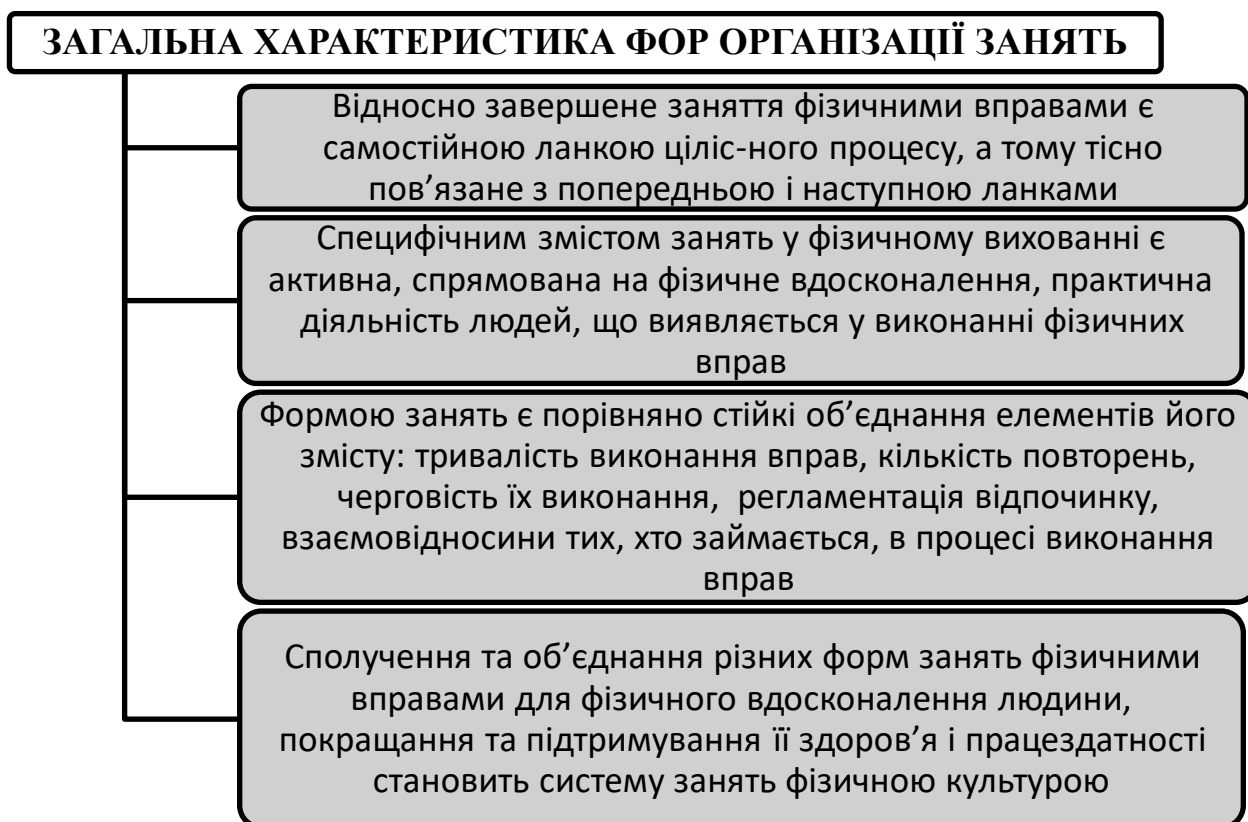 ЗАГАЛЬНА ХАРАКТЕРИСТИКА ФОР ОРГАНІЗАЦІЇ ЗАНЯТЬ
Відносно завершене заняття фізичними вправами є
самостійною ланкою ціліс-ного процесу, а тому тісно
пов’язане з попередньою і наступною ланками
Специфічним змістом занять у фізичному вихованні є
активна, спрямована на фізичне вдосконалення, практична
діяльність людей, що виявляється у виконанні фізичних
вправ
Формою занять є порівняно стійкі об’єднання елементів його
змісту: тривалість виконання вправ, кількість повторень,
черговість їх виконання, регламентація відпочинку,
взаємовідносини тих, хто займається, в процесі виконання
вправ
Сполучення та об’єднання різних форм занять фізичними
вправами для фізичного вдосконалення людини,
покращання та підтримування її здоров’я і працездатності
становить систему занять фізичною культурою